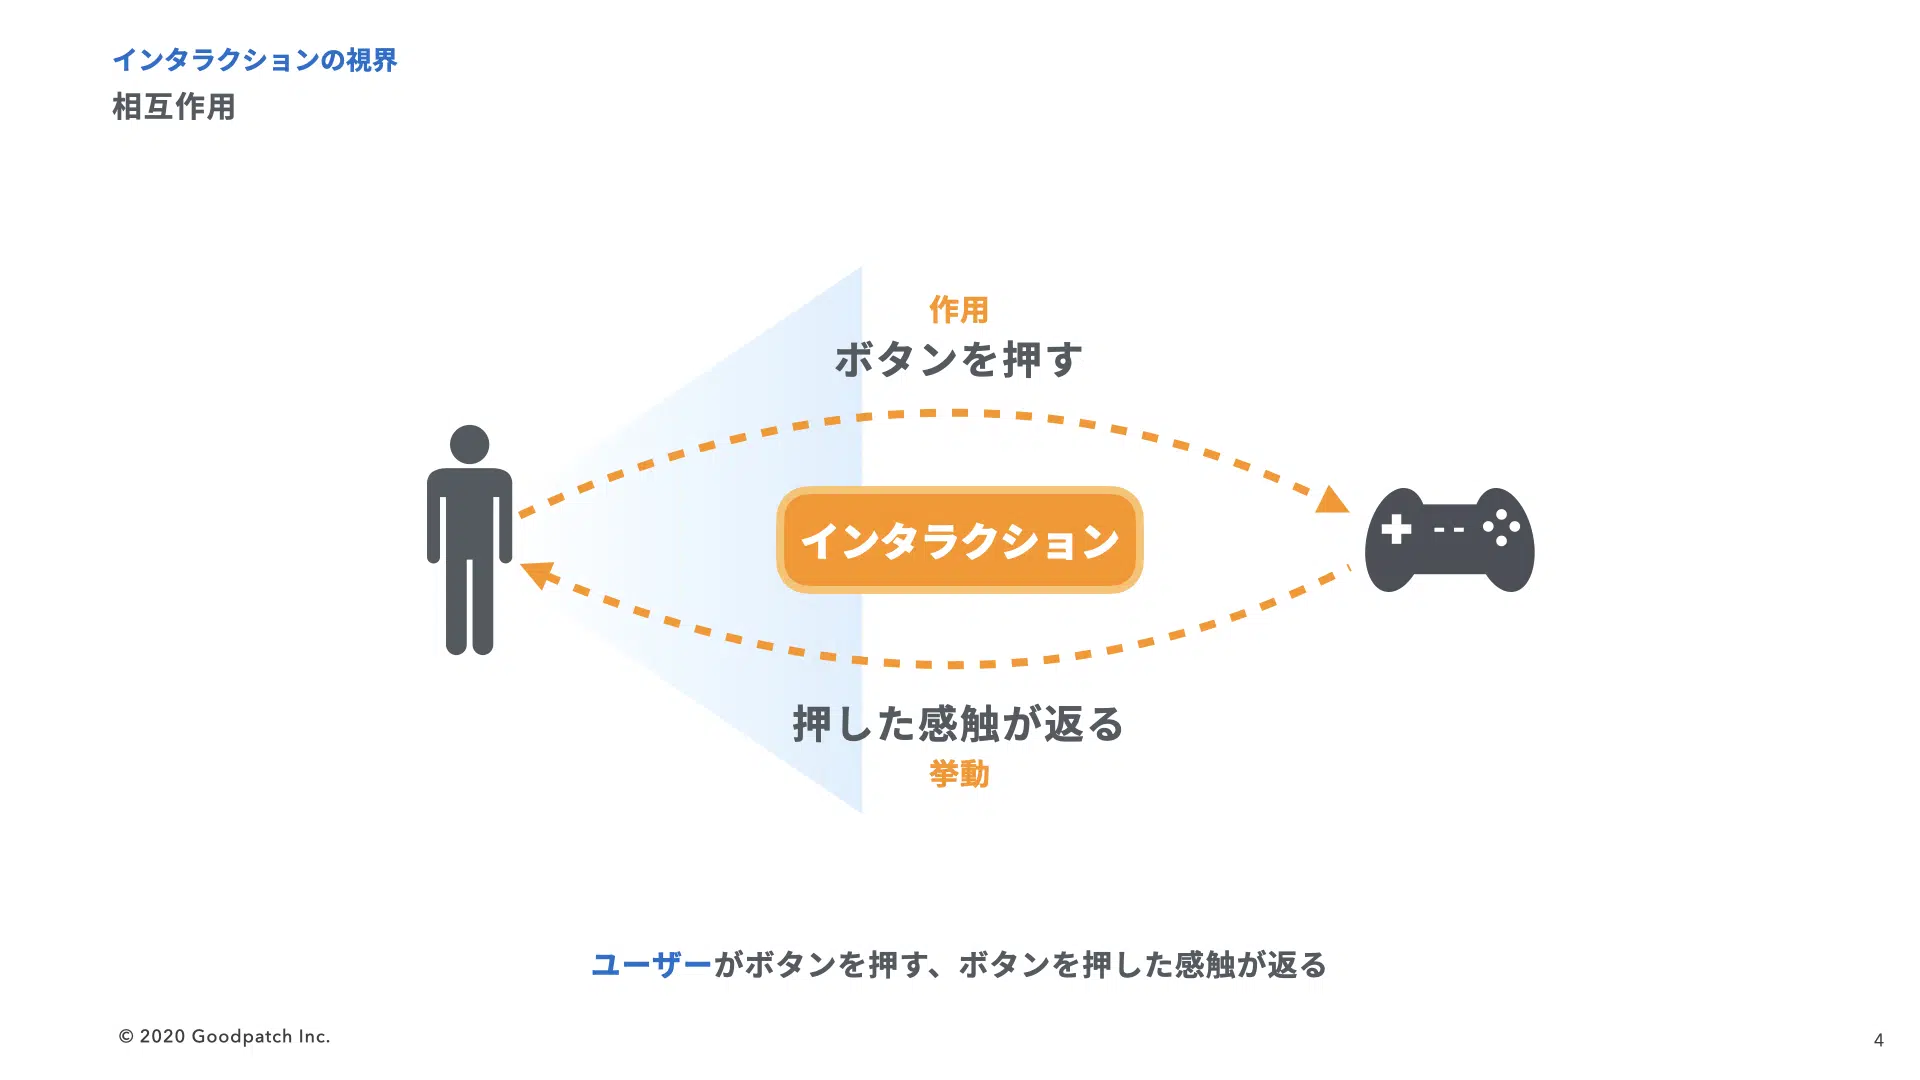 インタラクションの視界
相互作用
作用
ボタンを押す
インタラクション
押した感触が返る
挙動
ユーザーがボタンを押す、ボタンを押した感触が返る
© 2020 Goodpatch Inc.
4